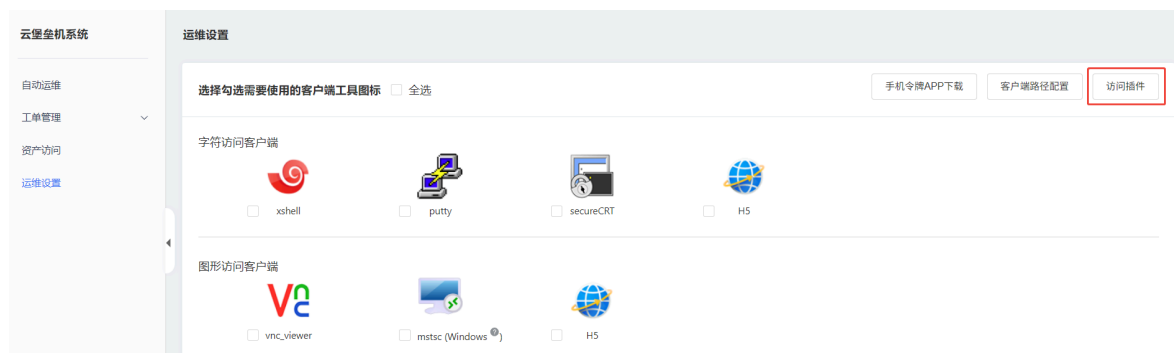 云堡垒机系统
运维设置
自动运维
工单管理
资产访问
运维设置
选择勾选需要使用的客户端工具图标 全选
手机令牌APP下载 客户端路径配置 访问插件
字符访问客户端
xshell putty secureCRT H5
图形访问客户端
vnc_viewer mstsc (Windows ?) H5